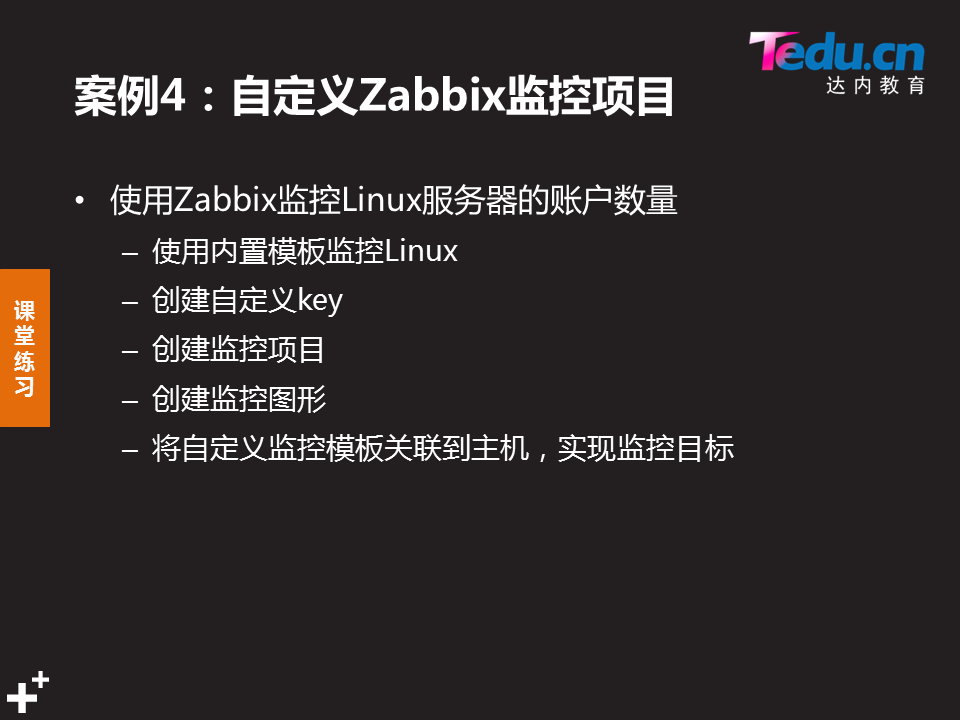 Tedu.cn
达内教育
案例4：自定义Zabbix监控项目
• 使用Zabbix监控Linux服务器的账户数量
– 使用内置模板监控Linux
– 创建自定义key
– 创建监控项目
– 创建监控图形
– 将自定义监控模板关联到主机，实现监控目标
课堂练习